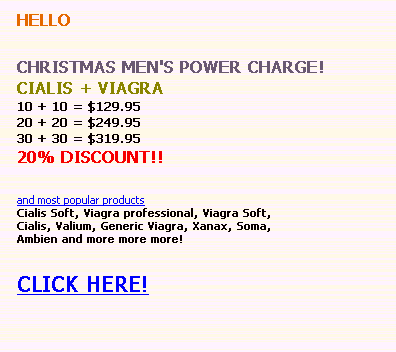 HELLO
CHRISTMAS MEN'S POWER CHARGE!
CIALIS + VIAGRA
10 + 10 = $129.95
20 + 20 = $249.95
30 + 30 = $319.95
20% DISCOUNT!!
and most popular products
Cialis Soft, Viagra professional, Viagra Soft,
Cialis, Valium, Generic Viagra, Xanax, Soma,
Ambien and more more more!
CLICK HERE!